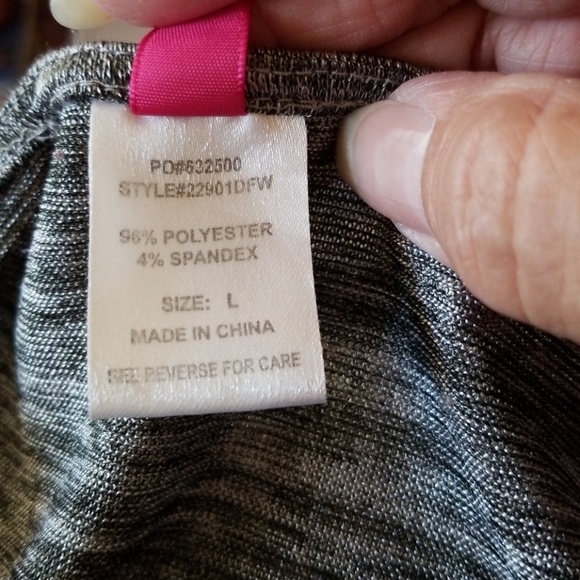 PO#632500
STYLE#22901DFW
96% POLYESTER
4% SPANDEX
SIZE: L
MADE IN CHINA
SEE REVERSE FOR CARE